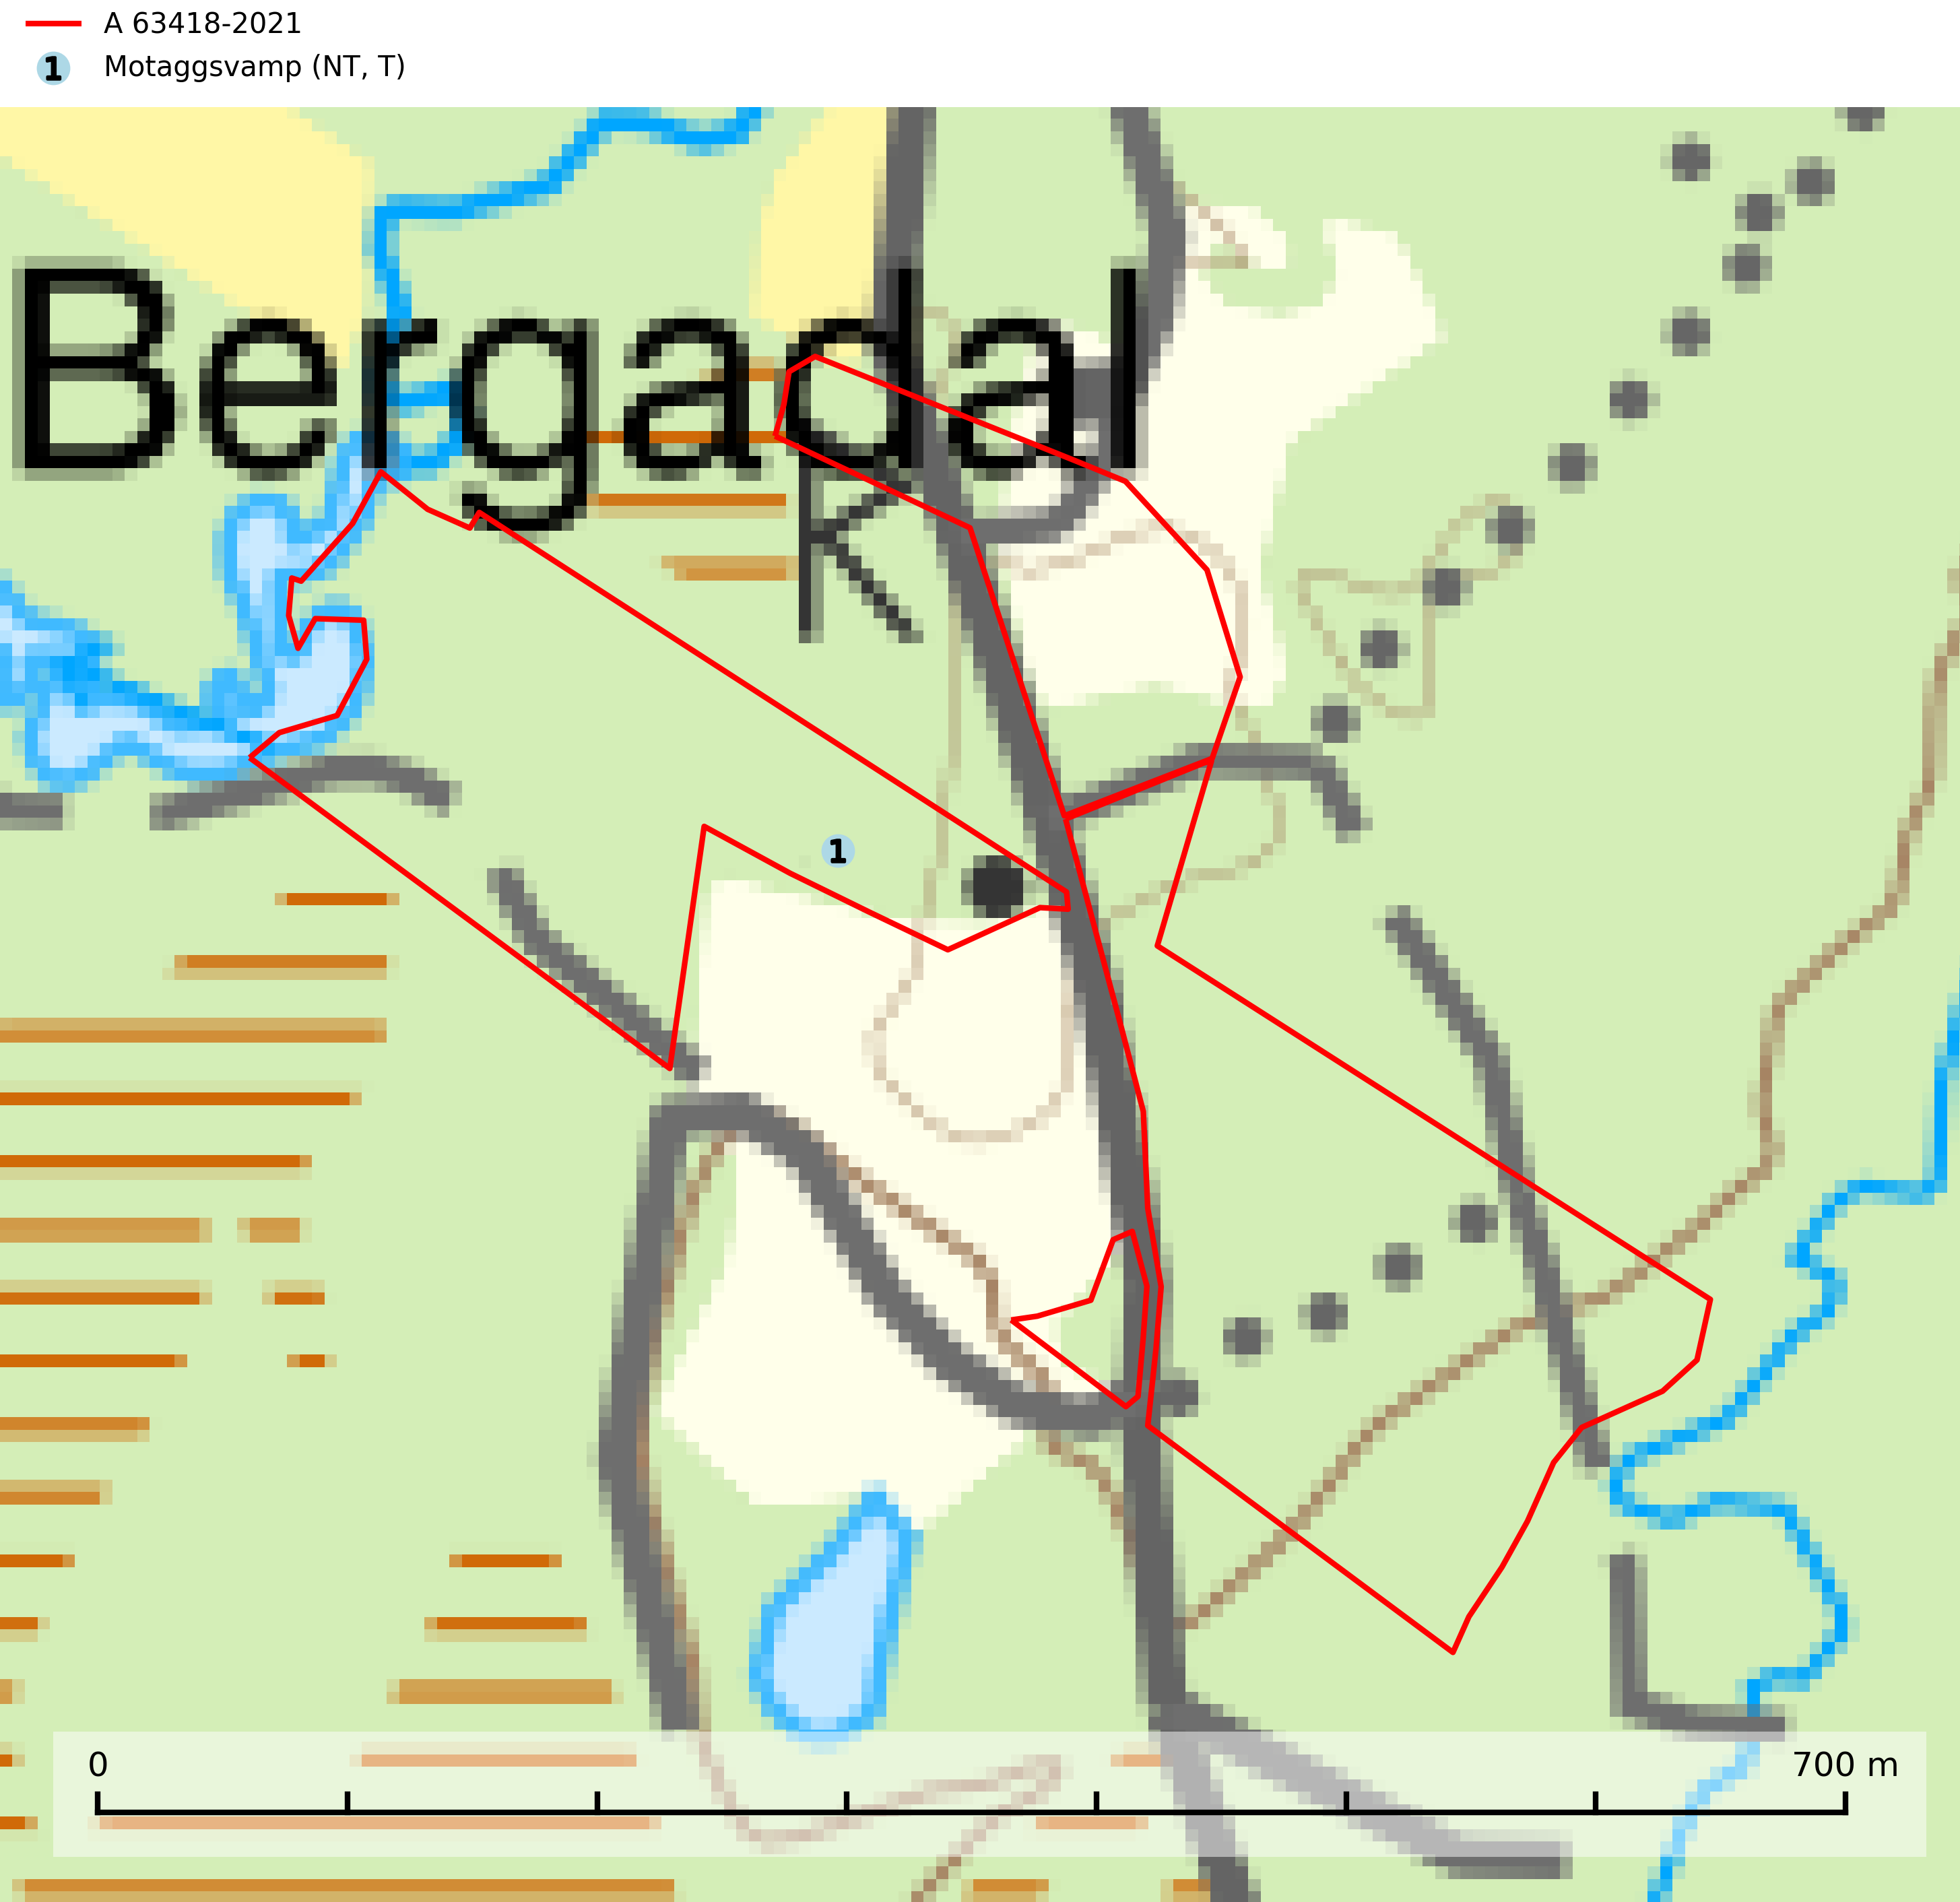 A 63418-2021
1 Motaggsvamp (NT, T)
Bergadal
K
1
0 700 m